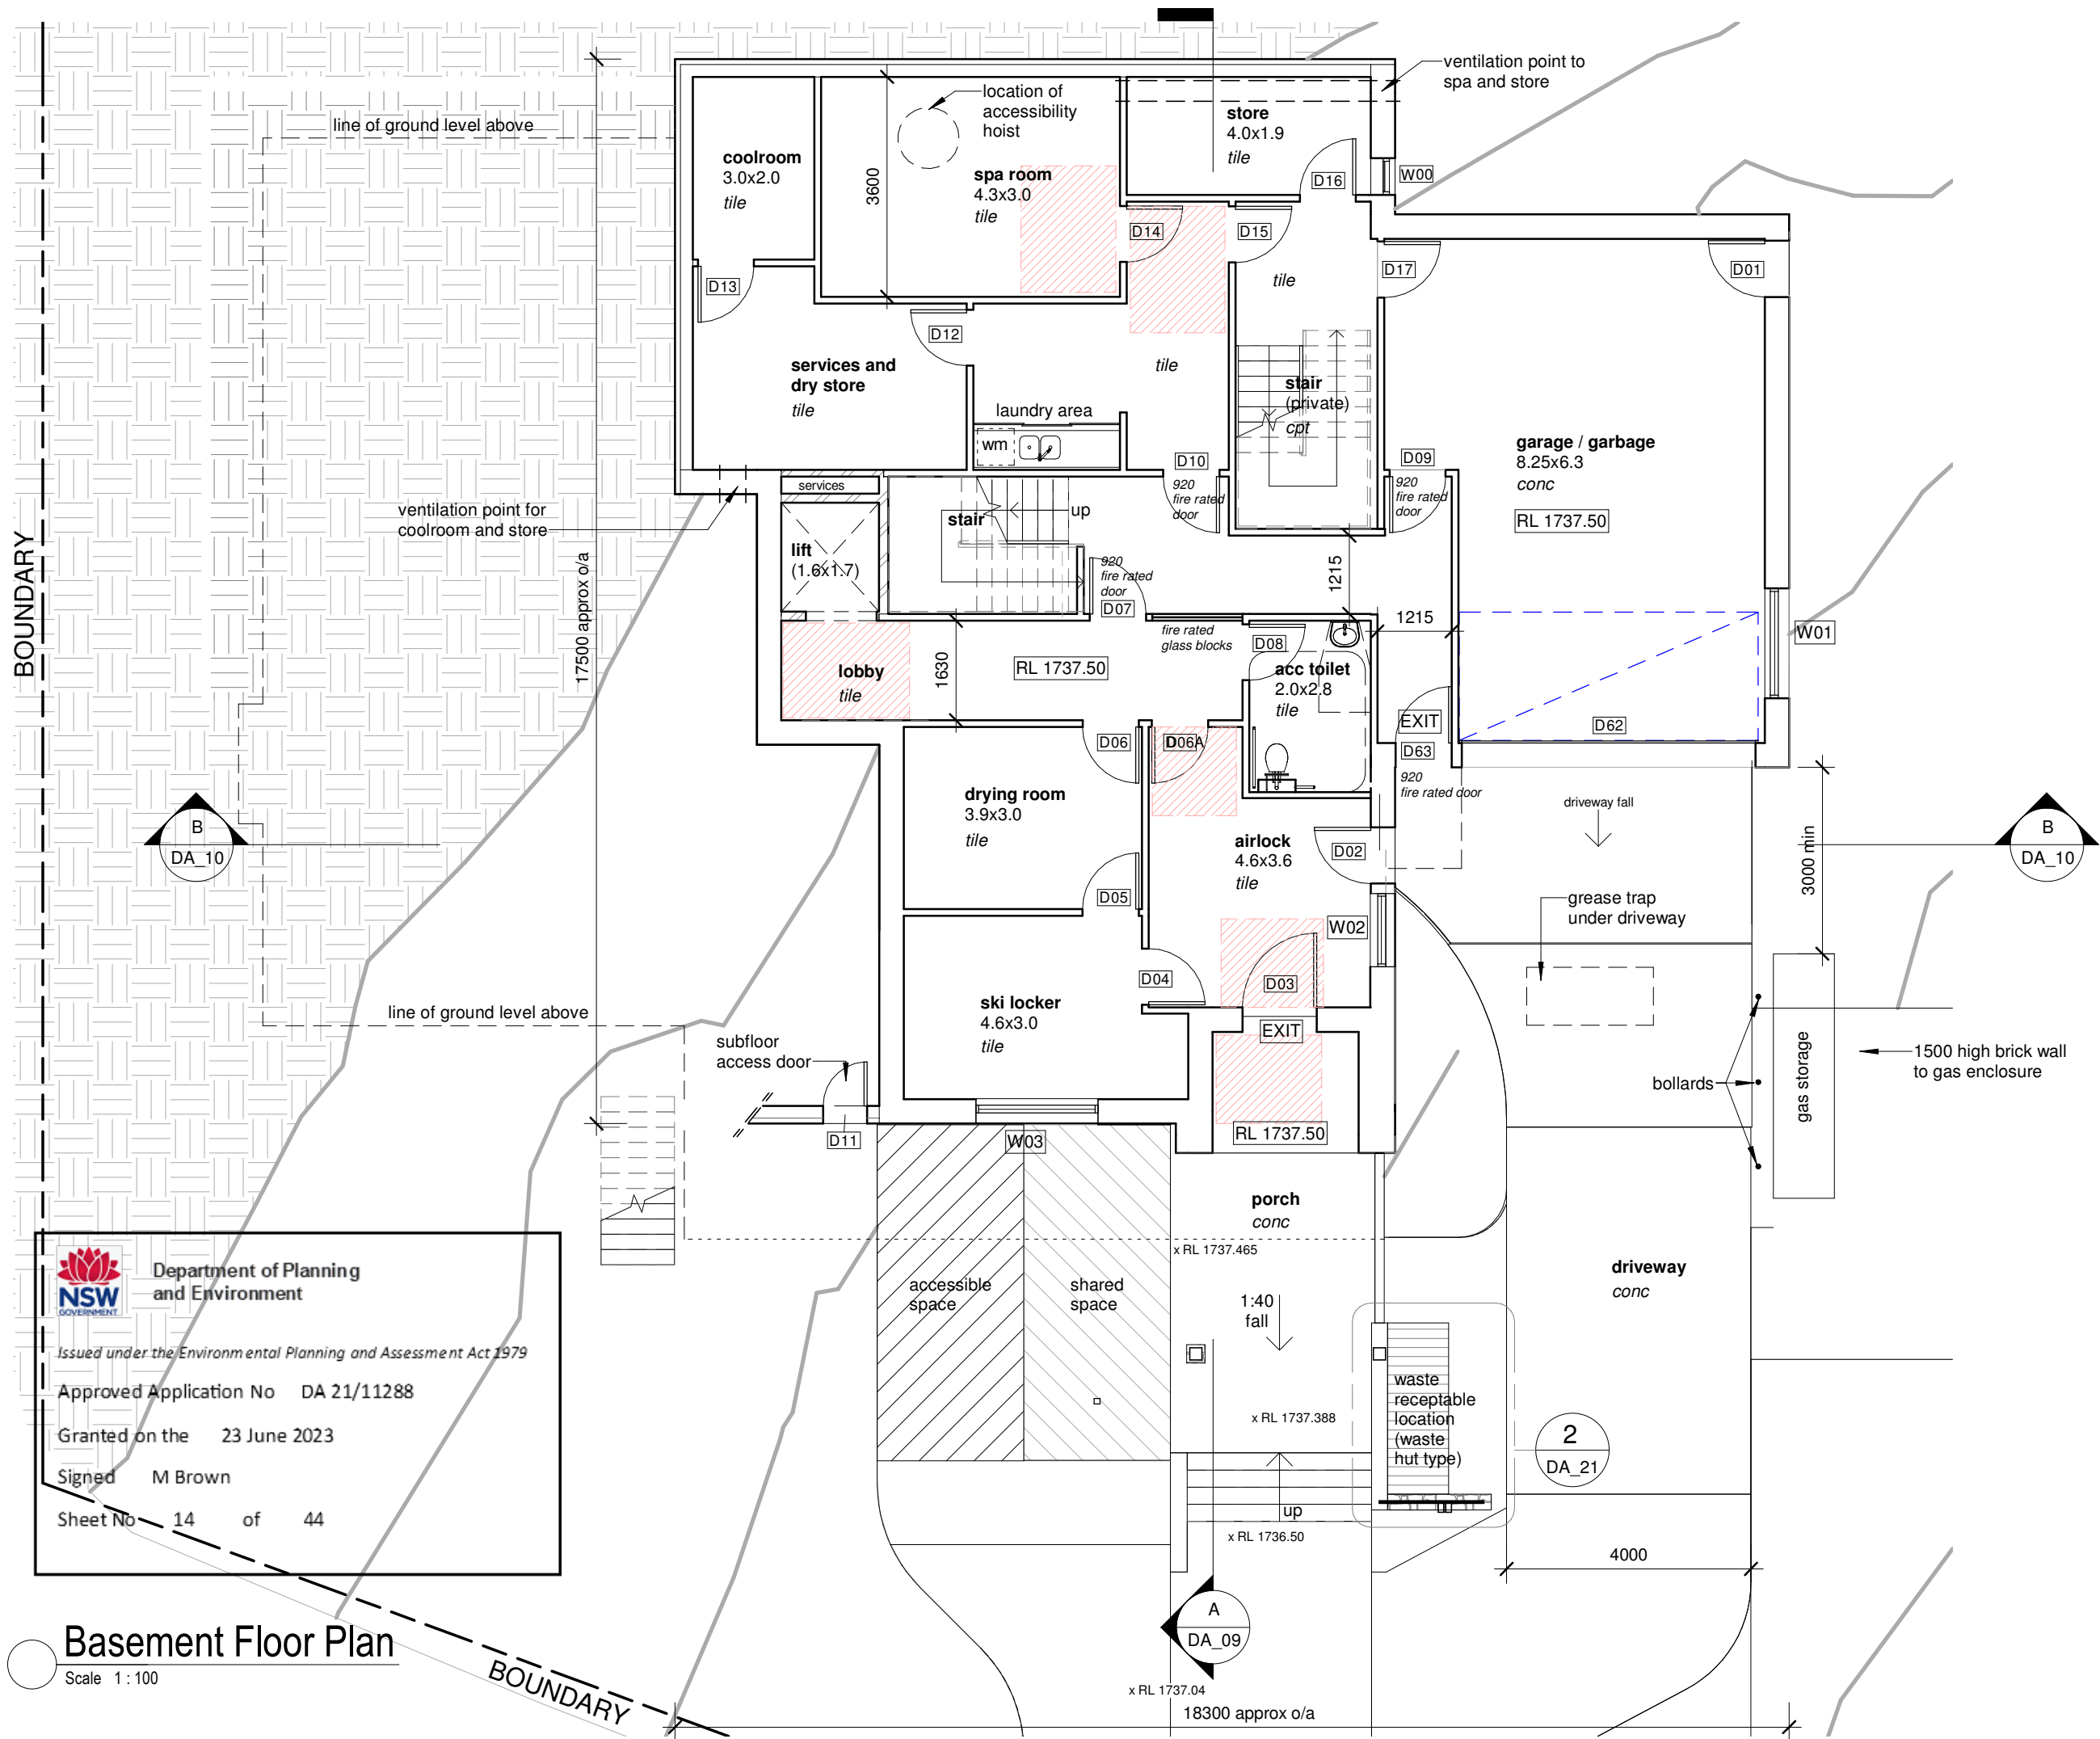 ventilation point to
spa and store
line of ground level above
location of
accessibility
hoist
store
4.0x1.9
tile
coolroom
3.0x2.0
tile
3600
spa room
4.3x3.0
tile
D16
W00
D14
D15
D17
D01
D13
tile
D12
services and
dry store
tile
tile
stair
(private)
cpt
laundry area
wm
garage / garbage
8.25x6.3
conc
RL 1737.50
D10
920
fire rated
door
D09
920
fire rated
door
services
ventilation point for
coolroom and store
stair
up
lift
(1.6x1.7)
920
fire rated
door
D07
1215
1215
BOUNDARY
17500 approx o/a
fire rated
glass blocks
D08
W01
lobby
tile
1630
RL 1737.50
acc toilet
2.0x2.8
tile
EXIT
D63
920
fire rated door
D62
D06
D06A
drying room
3.9x3.0
tile
driveway fall
airlock
4.6x3.6
tile
D02
3000 min
B
DA_10
B
DA_10
D05
grease trap
under driveway
W02
D04
D03
ski locker
4.6x3.0
tile
line of ground level above
EXIT
subfloor
access door
D11
W03
RL 1737.50
bollards
gas storage
1500 high brick wall
to gas enclosure
porch
conc
x RL 1737.465
accessible
space
shared
space
1:40
fall
driveway
conc
NSW
GOVERNMENT
Department of Planning
and Environment
Issued under the Environmental Planning and Assessment Act 1979
Approved Application No DA 21/11288
Granted on the 23 June 2023
Signed M Brown
Sheet No 14 of 44
x RL 1737.388
waste
receptable
location
(waste
hut type)
2
DA_21
up
x RL 1736.50
4000
A
DA_09
x RL 1737.04
18300 approx o/a
Basement Floor Plan
Scale 1 : 100
BOUNDARY